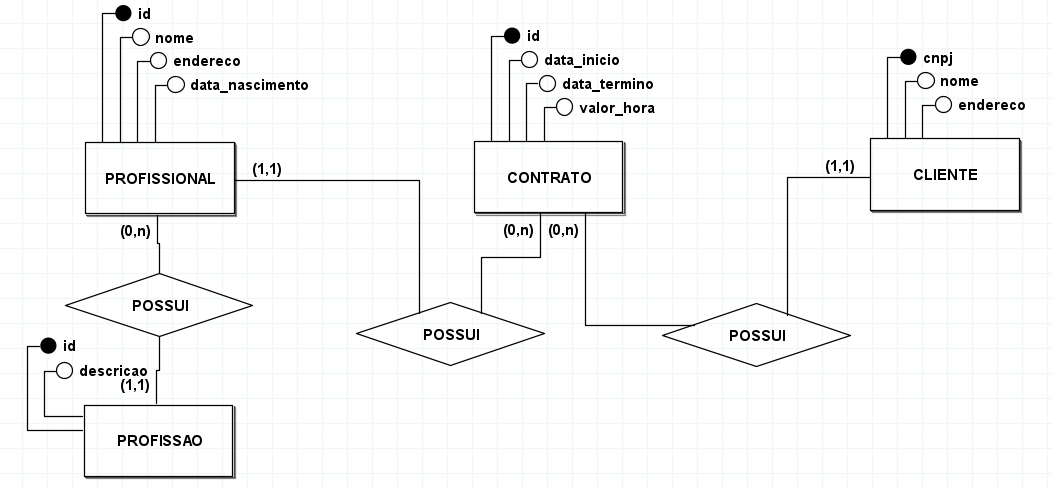 id
nome
endereco
data_nascimento
PROFISSIONAL
(1,1)
(0,n)
POSSUI
id
descricao
(1,1)
PROFISSAO
id
data_inicio
data_termino
valor_hora
CONTRATO
(0,n) (0,n)
POSSUI
cnpj
nome
endereco
(1,1)
CLIENTE
POSSUI